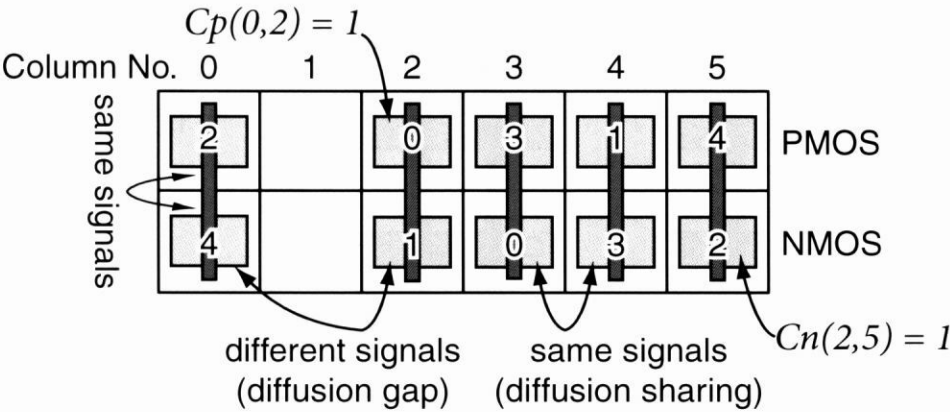 Cp(0,2) = 1
Column No. 0 1 2 3 4 5
same signals
2 0 3 1 4 PMOS
4 1 0 3 2 NMOS
Cn(2,5) = 1
different signals
(diffusion gap)
same signals
(diffusion sharing)